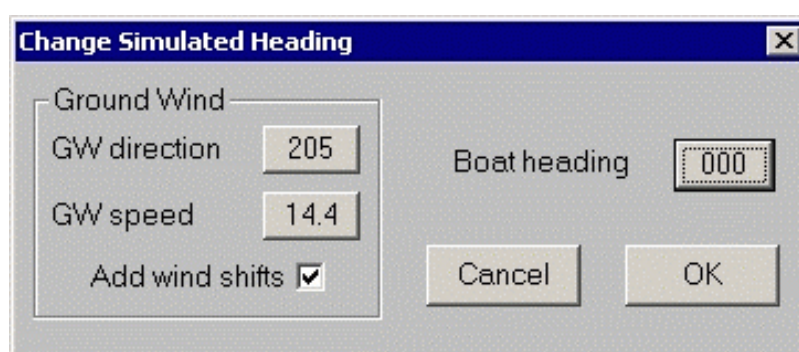 Change Simulated Heading
Ground Wind
GW direction 205
GW speed 14.4
Add wind shifts
Boat heading 000
Cancel OK